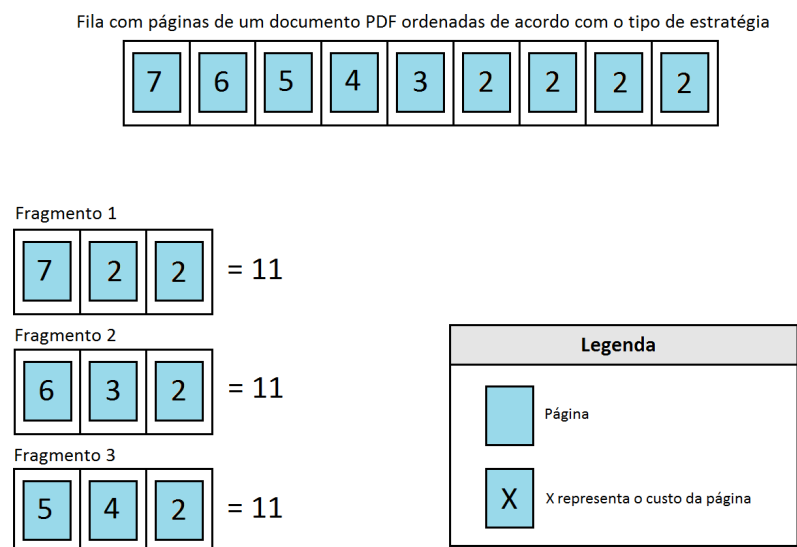 Fila com páginas de um documento PDF ordenadas de acordo com o tipo de estratégia
7 6 5 4 3 2 2 2 2
Fragmento 1
7 2 2 = 11
Fragmento 2
6 3 2 = 11
Fragmento 3
5 4 2 = 11
Legenda
Página
X X representa o custo da página